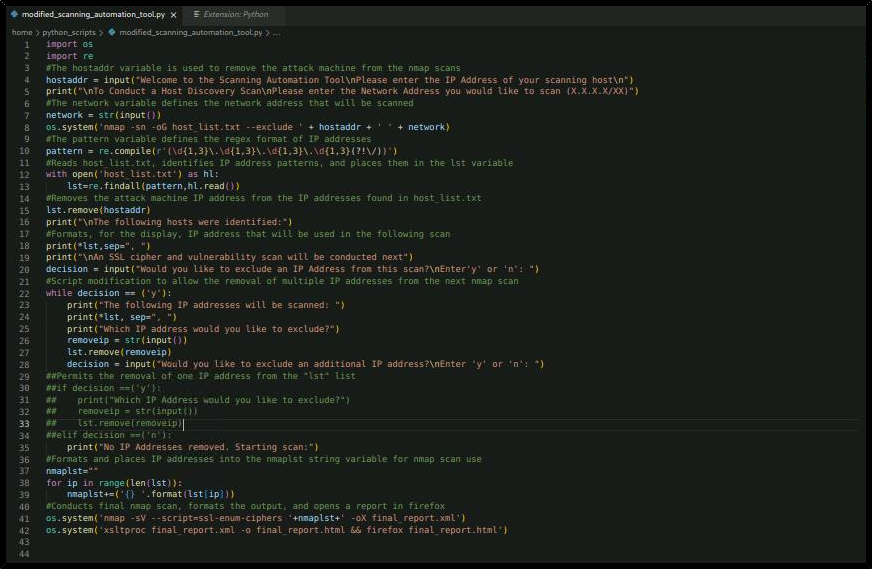 modified_scanning_automation_tool.py × Extension: Python
home > python_scripts > modified_scanning_automation_tool.py > ...
1 import os
2 import re
3 #The hostaddr variable is used to remove the attack machine from the nmap scans
4 hostaddr = input("Welcome to the Scanning Automation Tool\nPlease enter the IP Address of your scanning host\n")
5 print("\nTo Conduct a Host Discovery Scan\nPlease enter the Network Address you would like to scan (X.X.X.X/XX)")
6 #The network variable defines the network address that will be scanned
7 network = str(input())
8 os.system('nmap -sn -oG host_list.txt --exclude ' + hostaddr + ' ' + network)
9 #The pattern variable defines the regex format of IP addresses
10 pattern = re.compile(r'(\d{1,3}\.\d{1,3}\.\d{1,3}\.\d{1,3}(?!\/))')
11 #Reads host_list.txt, identifies IP address patterns, and places them in the lst variable
12 with open('host_list.txt') as hl:
13     lst=re.findall(pattern,hl.read())
14 #Removes the attack machine IP address from the IP addresses found in host_list.txt
15 lst.remove(hostaddr)
16 print("\nThe following hosts were identified:")
17 #Formats, for the display, IP address that will be used in the following scan
18 print(*lst,sep=", ")
19 print("\nAn SSL cipher and vulnerability scan will be conducted next")
20 decision = input("Would you like to exclude an IP Address from this scan?\nEnter'y' or 'n': ")
21 #Script modification to allow the removal of multiple IP addresses from the next nmap scan
22 while decision == ('y'):
23     print("The following IP addresses will be scanned: ")
24     print(*lst, sep=", ")
25     print("Which IP address would you like to exclude?")
26     removeip = str(input())
27     lst.remove(removeip)
28     decision = input("Would you like to exclude an additional IP address?\nEnter 'y' or 'n': ")
29 ##Permits the removal of one IP address from the "lst" list
30 ##if decision ==('y'):
31 ##    print("Which IP Address would you like to exclude?")
32 ##    removeip = str(input())
33 ##    lst.remove(removeip)
34 ##elif decision ==('n'):
35     print("No IP Addresses removed. Starting scan:")
36 #Formats and places IP addresses into the nmaplst string variable for nmap scan use
37 nmaplst=""
38 for ip in range(len(lst)):
39     nmaplst+=('{} '.format(lst[ip]))
40 #Conducts final nmap scan, formats the output, and opens a report in firefox
41 os.system('nmap -sV --script=ssl-enum-ciphers '+nmaplst+' -oX final_report.xml')
42 os.system('xsltproc final_report.xml -o final_report.html && firefox final_report.html')
43
44